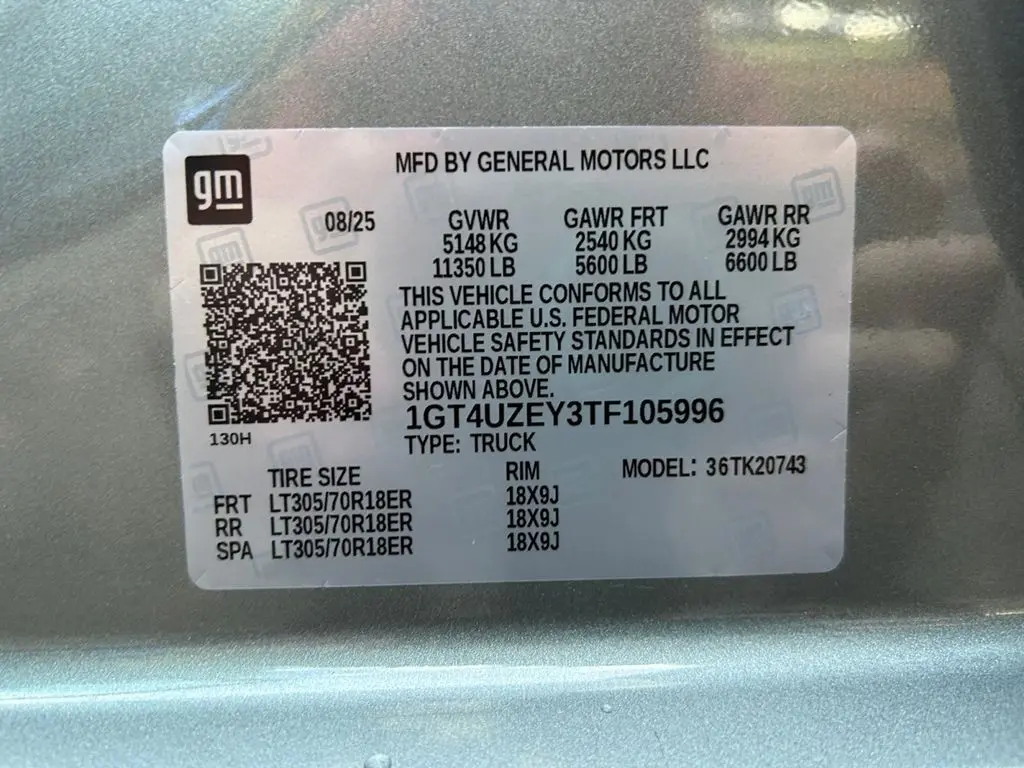 gm
MFD BY GENERAL MOTORS LLC
08/25 GVWR GAWR FRT GAWR RR
5148 KG 2540 KG 2994 KG
11350 LB 5600 LB 6600 LB
THIS VEHICLE CONFORMS TO ALL
APPLICABLE U.S. FEDERAL MOTOR
VEHICLE SAFETY STANDARDS IN EFFECT
ON THE DATE OF MANUFACTURE
SHOWN ABOVE.
1GT4UZEY3TF105996
130H
TYPE: TRUCK
TIRE SIZE RIM MODEL: 36TK20743
FRT LT305/70R18ER 18X9J
RR LT305/70R18ER 18X9J
SPA LT305/70R18ER 18X9J